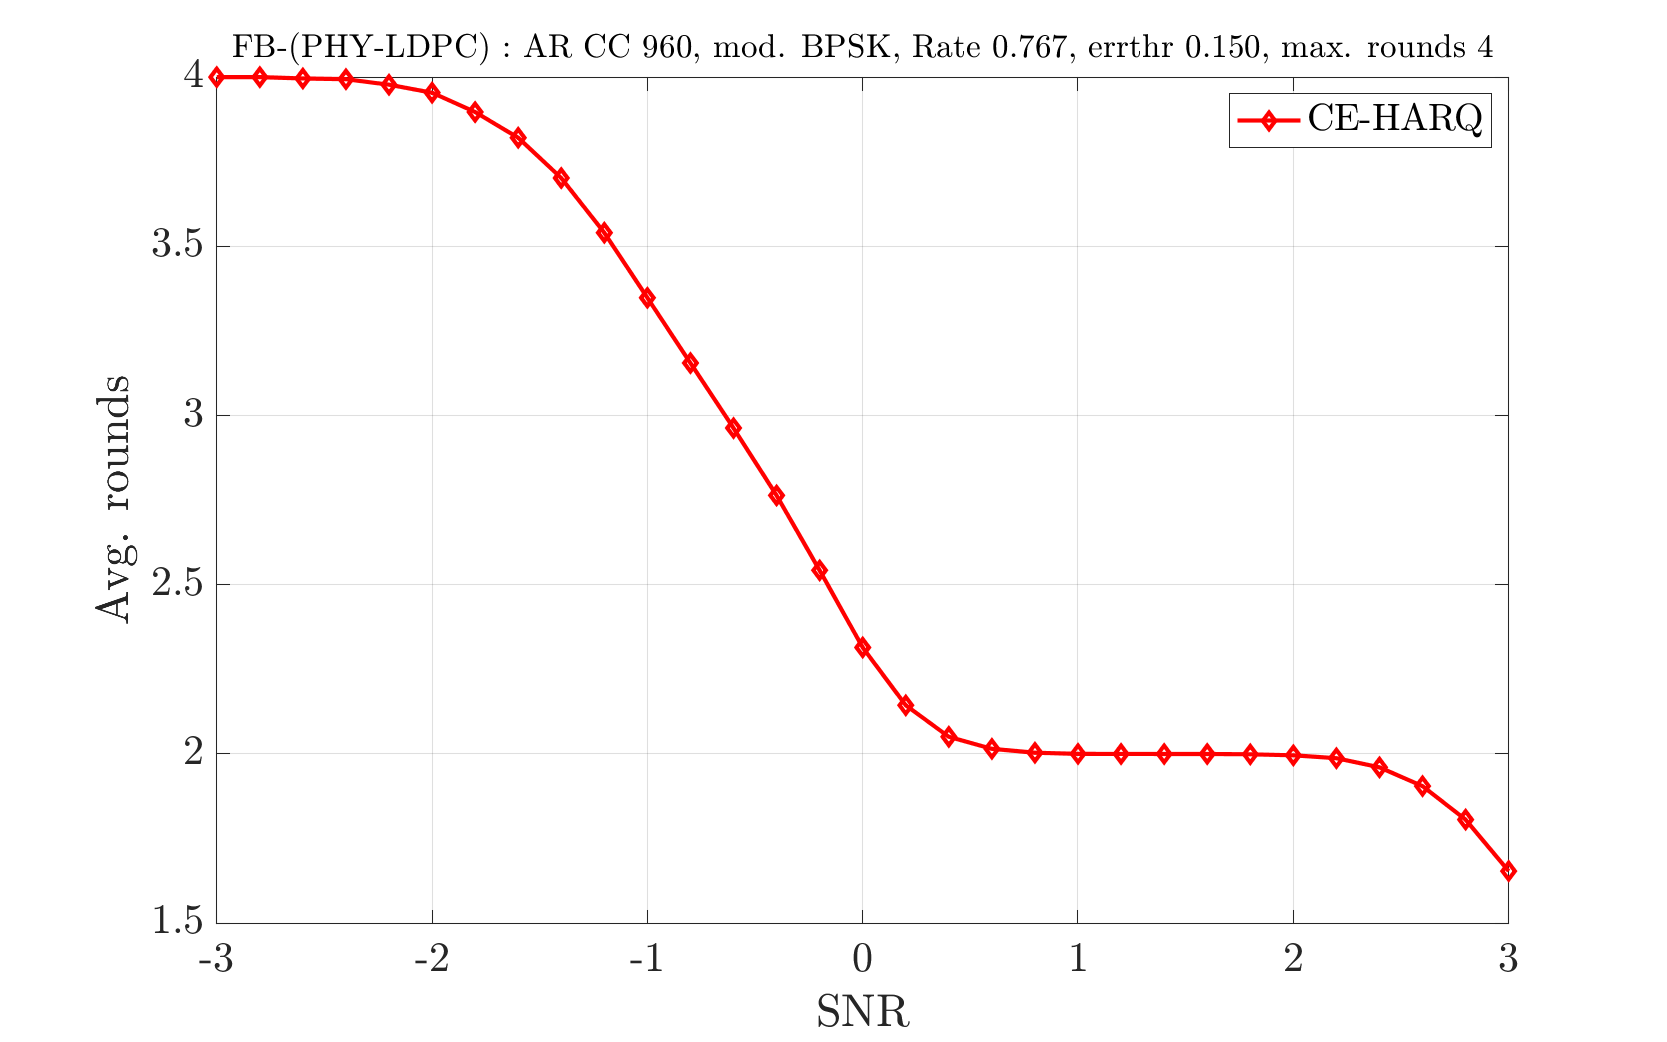 FB-(PHY-LDPC) : AR CC 960, mod. BPSK, Rate 0.767, errthr 0.150, max. rounds 4
CE-HARQ
Avg. rounds
4
3.5
3
2.5
2
1.5
-3 -2 -1 0 1 2 3
SNR